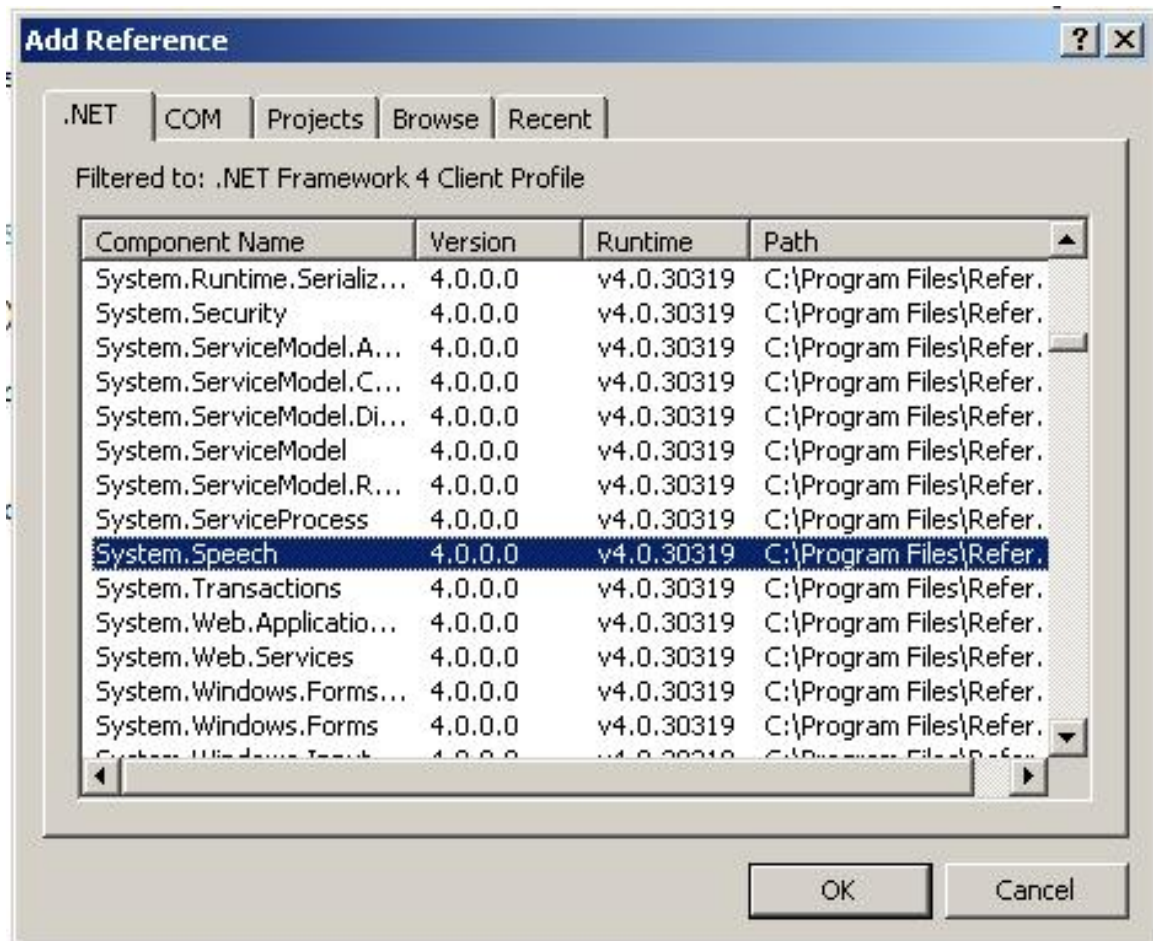 Add Reference
.NET COM Projects Browse Recent
Filtered to: .NET Framework 4 Client Profile
Component Name Version Runtime Path
System.Runtime.Serializ... 4.0.0.0 v4.0.30319 C:\Program Files\Refer.
System.Security 4.0.0.0 v4.0.30319 C:\Program Files\Refer.
System.ServiceModel.A... 4.0.0.0 v4.0.30319 C:\Program Files\Refer.
System.ServiceModel.C... 4.0.0.0 v4.0.30319 C:\Program Files\Refer.
System.ServiceModel.Di... 4.0.0.0 v4.0.30319 C:\Program Files\Refer.
System.ServiceModel 4.0.0.0 v4.0.30319 C:\Program Files\Refer.
System.ServiceModel.R... 4.0.0.0 v4.0.30319 C:\Program Files\Refer.
System.ServiceProcess 4.0.0.0 v4.0.30319 C:\Program Files\Refer.
System.Speech 4.0.0.0 v4.0.30319 C:\Program Files\Refer.
System.Transactions 4.0.0.0 v4.0.30319 C:\Program Files\Refer.
System.Web.Applicatio... 4.0.0.0 v4.0.30319 C:\Program Files\Refer.
System.Web.Services 4.0.0.0 v4.0.30319 C:\Program Files\Refer.
System.Windows.Forms... 4.0.0.0 v4.0.30319 C:\Program Files\Refer.
System.Windows.Forms 4.0.0.0 v4.0.30319 C:\Program Files\Refer.
OK Cancel